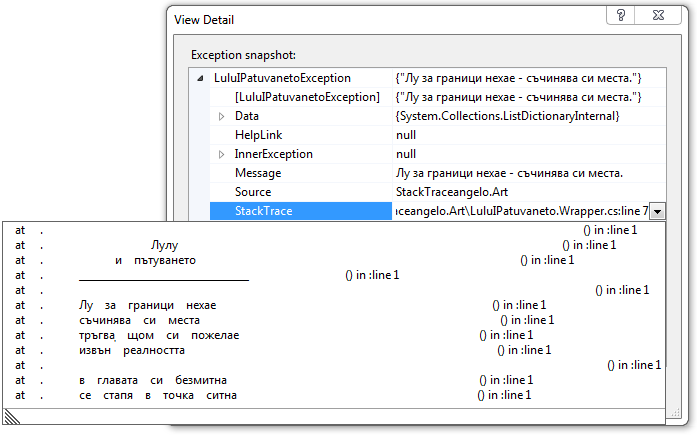 View Detail
Exception snapshot:
LuluIPatuvanetoException {"Лу за граници нехае - съчинява си места."}
[LuluIPatuvanetoException] {"Лу за граници нехае - съчинява си места."}
Data {System.Collections.ListDictionaryInternal}
HelpLink null
InnerException null
Message Лу за граници нехае - съчинява си места.
Source StackTraceangelo.Art
StackTrace aceangelo.Art\LuluIPatuvaneto.Wrapper.cs:line 7
at . () in :line 1
at . Лулу () in :line 1
at . и пътуването () in :line 1
at . ___________________________ () in :line 1
at . () in :line 1
at . Лу за граници нехае () in :line 1
at . съчинява си места () in :line 1
at . тръгва, щом си пожелае () in :line 1
at . извън реалността () in :line 1
at . () in :line 1
at . в главата си безмитна () in :line 1
at . се стапя в точка ситна () in :line 1